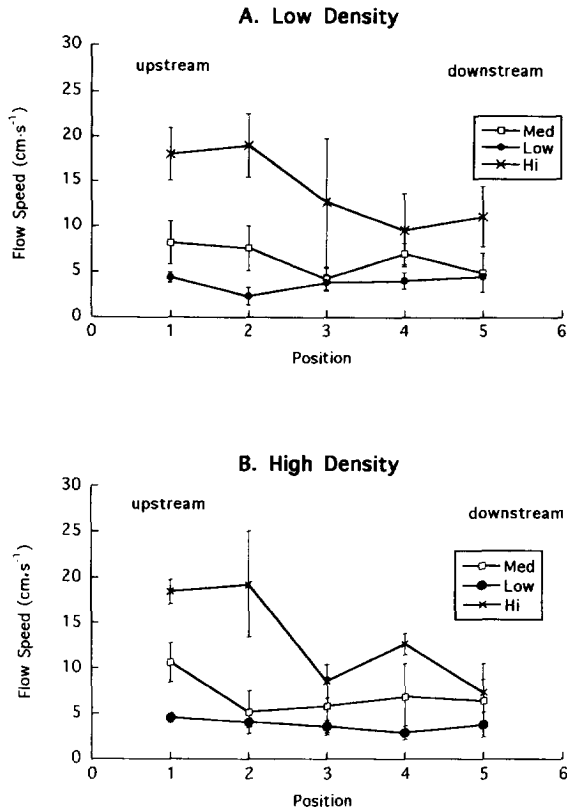 A. Low Density
30
upstream
downstream
25
Med
Low
Hi
20
15
10
5
0
Flow Speed (cm·s⁻¹)
0 1 2 3 4 5 6
Position
B. High Density
30
upstream
downstream
25
Med
Low
Hi
20
15
10
5
0
Flow Speed (cm·s⁻¹)
0 1 2 3 4 5 6
Position